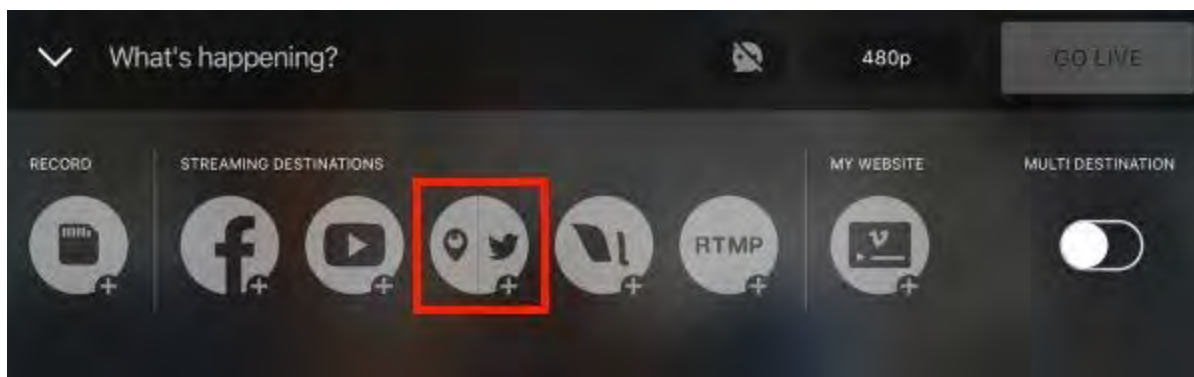 What's happening?
480p
GO LIVE
RECORD
STREAMING DESTINATIONS
MY WEBSITE
MULTI DESTINATION
RTMP